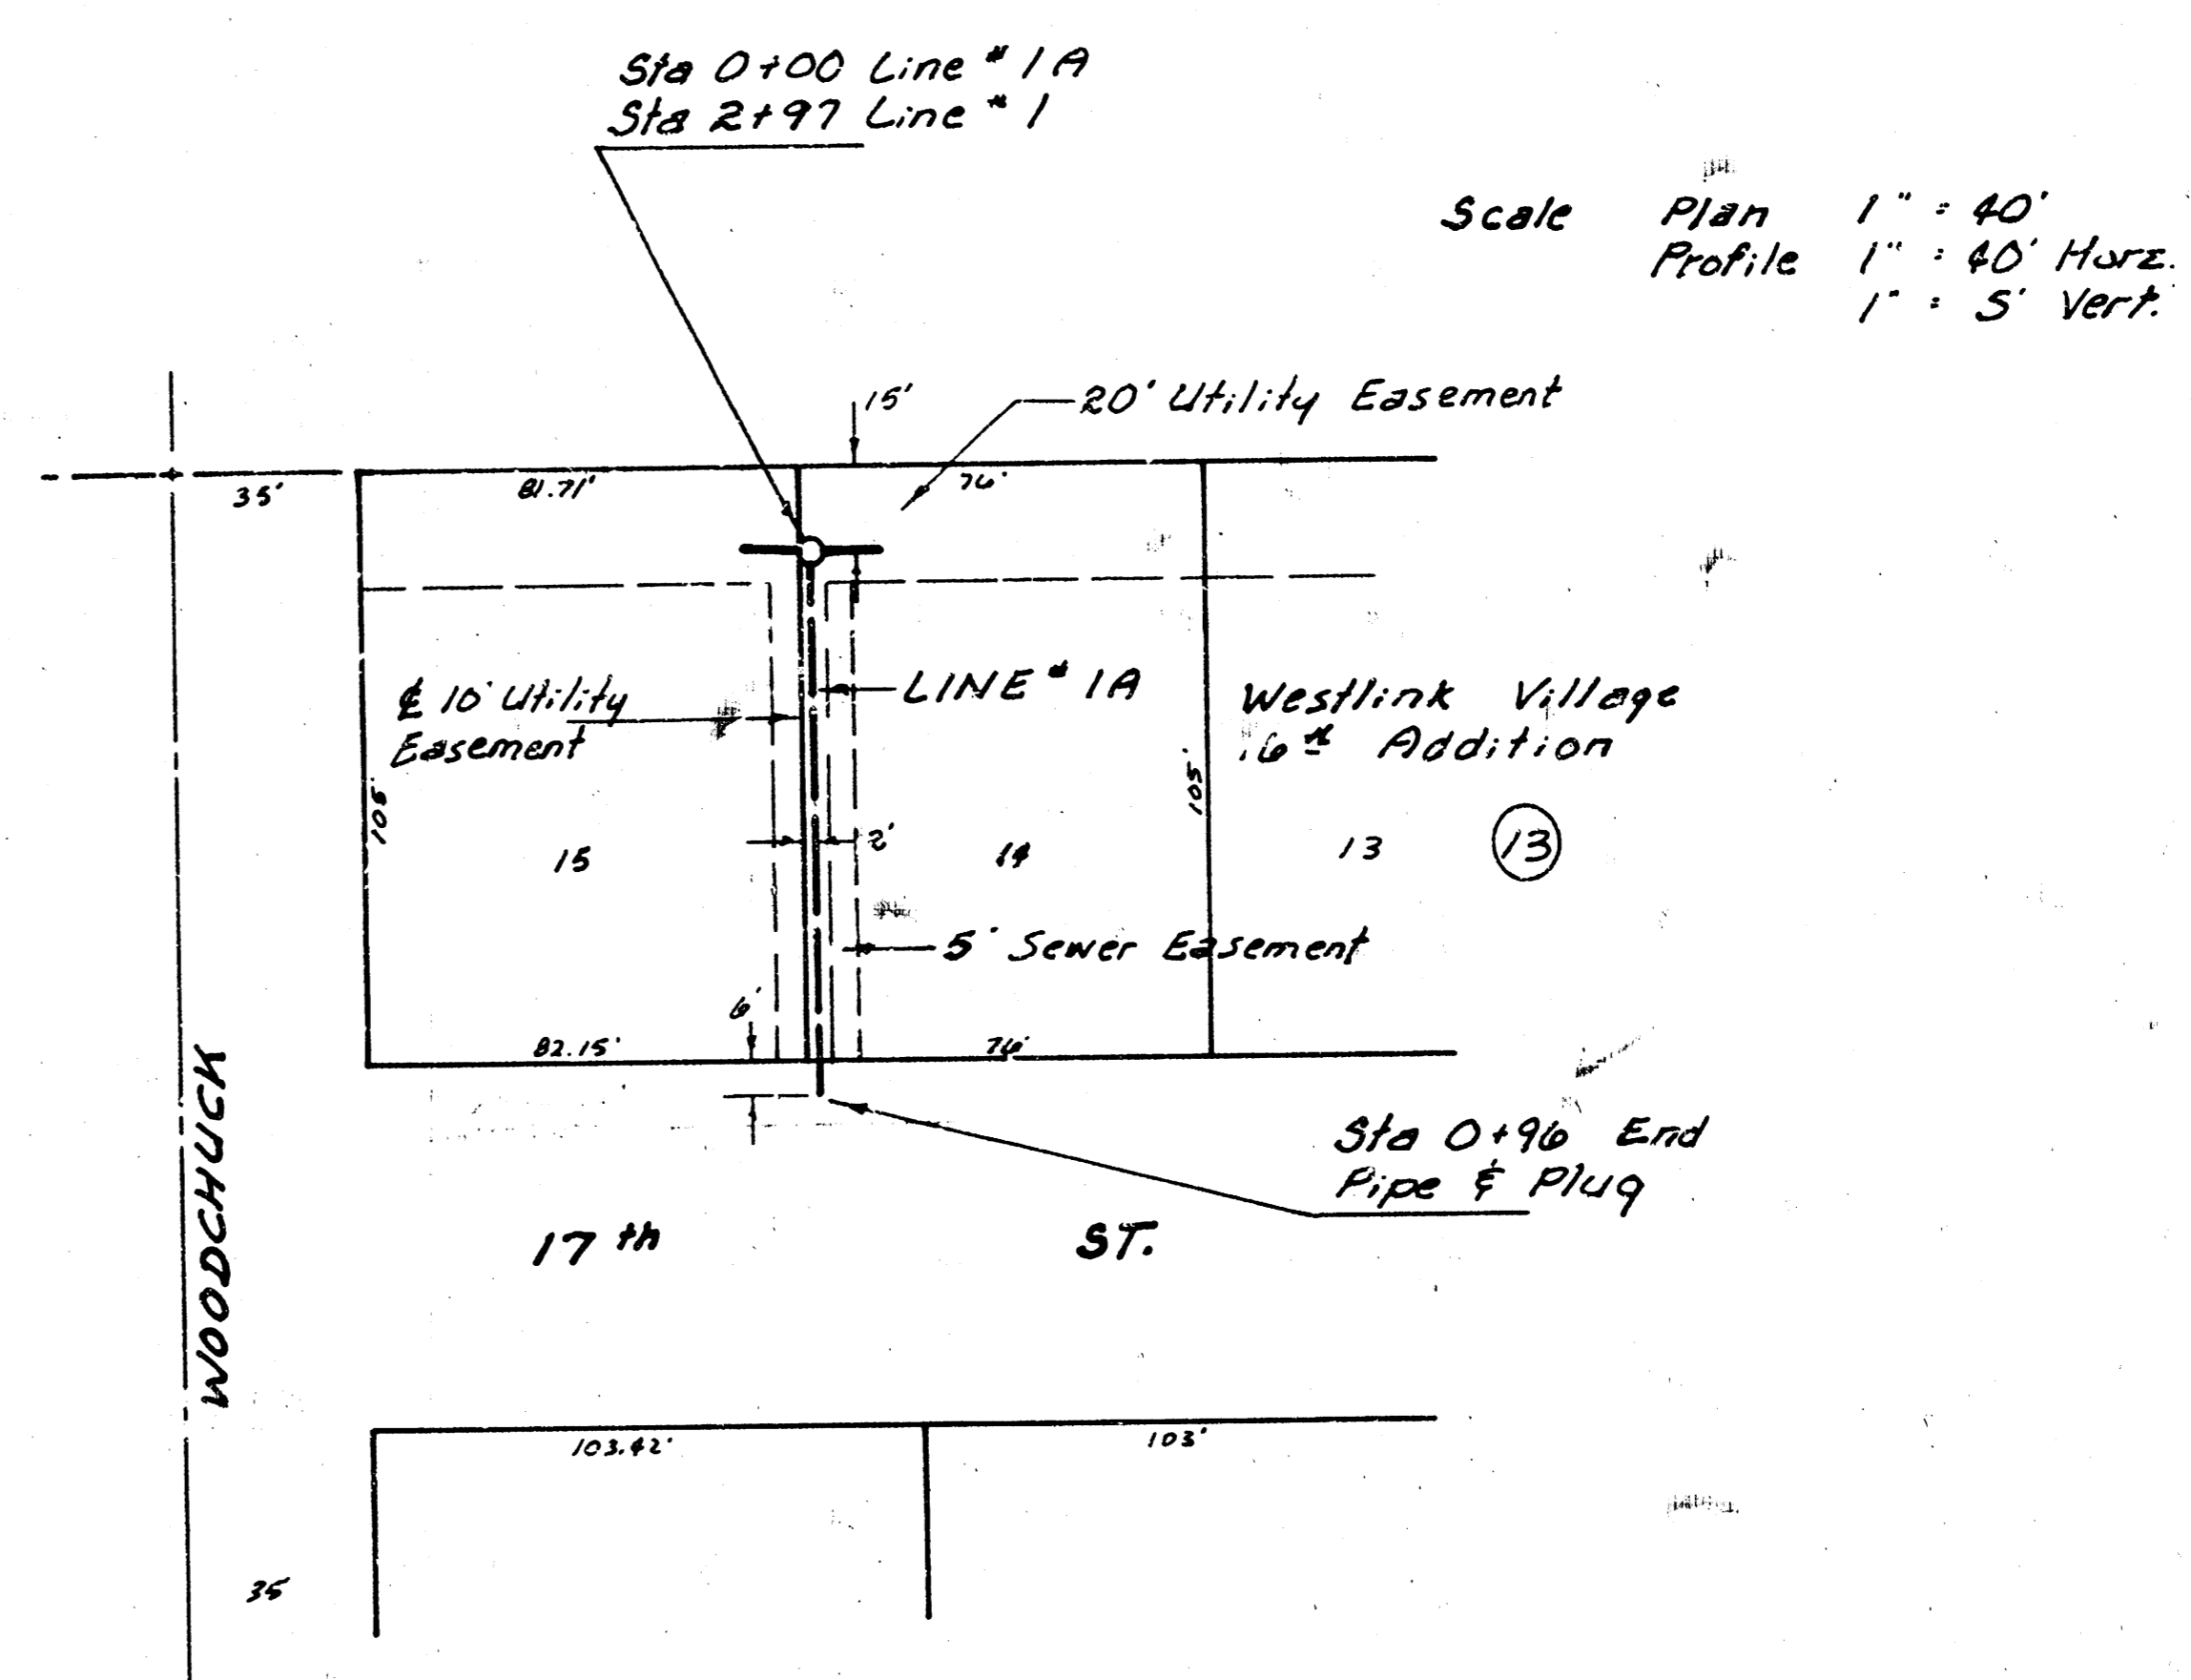 Sta 0+00 Line # 1A
Sta 2+97 Line # 1
Scale Plan 1" = 40'
Profile 1" = 40' Horz.
1" = 5' Vert.
15'
20' Utility Easement
35'
81.71'
76'
℄ 10' Utility
Easement
LINE # 1A
Westlink Village
6th Addition
105'
105'
2'
15
14
13
13
5' Sewer Easement
6'
82.15'
76'
WOODCHUCK
Sta 0+96 End
Pipe & Plug
17th ST.
103.42'
103'
35